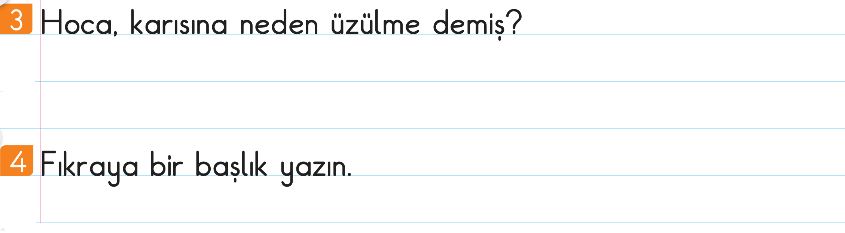 3 Hoca, karısına neden üzülme demiş?
4 Fıkraya bir başlık yazın.